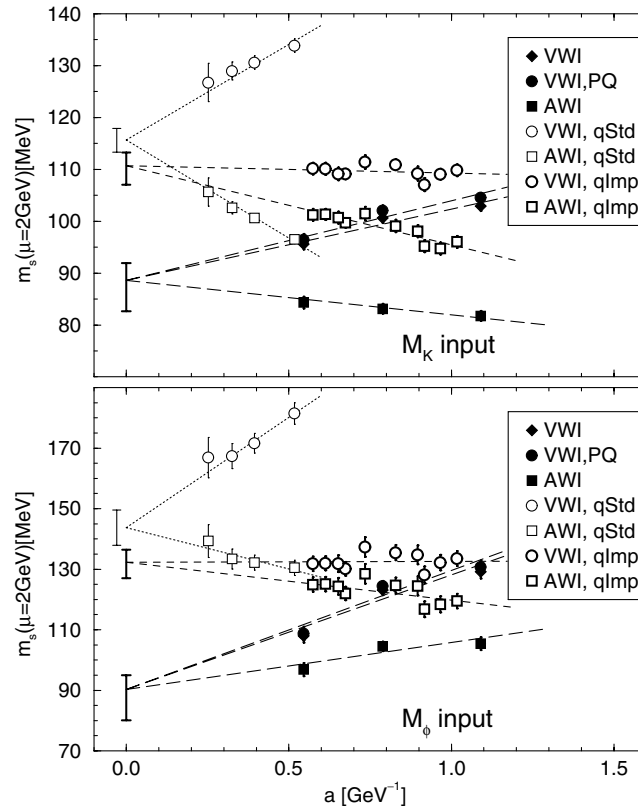 140
130
120
110
100
90
80
m_s(μ=2GeV)[MeV]
VWI
VWI,PQ
AWI
VWI, qStd
AWI, qStd
VWI, qImp
AWI, qImp
M_K input
170
150
130
110
90
70
m_s(μ=2GeV)[MeV]
VWI
VWI,PQ
AWI
VWI, qStd
AWI, qStd
VWI, qImp
AWI, qImp
M_ϕ input
0.0 0.5 1.0 1.5
a [GeV⁻¹]